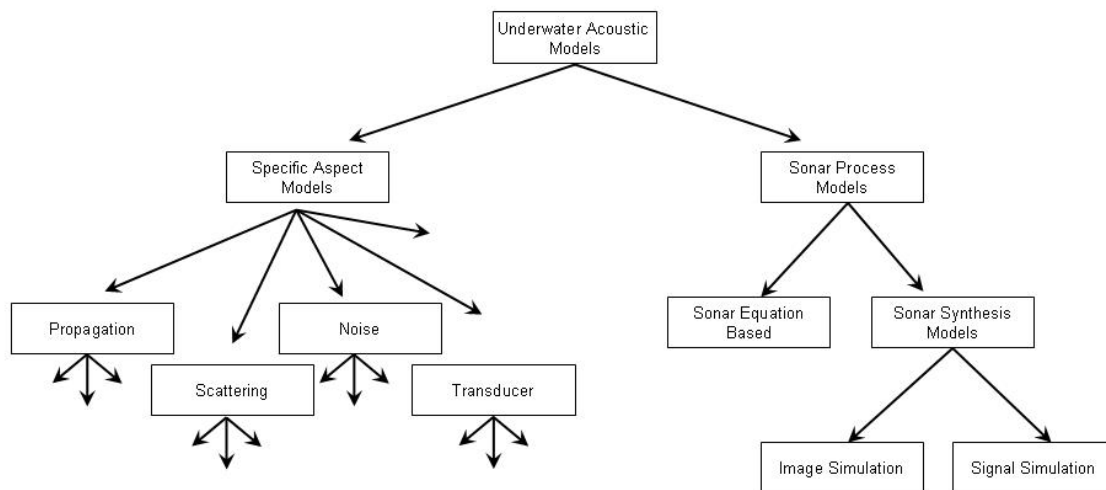 Underwater Acoustic
Models
Specific Aspect
Models
Sonar Process
Models
Propagation
Noise
Sonar Equation
Based
Sonar Synthesis
Models
Scattering
Transducer
Image Simulation
Signal Simulation